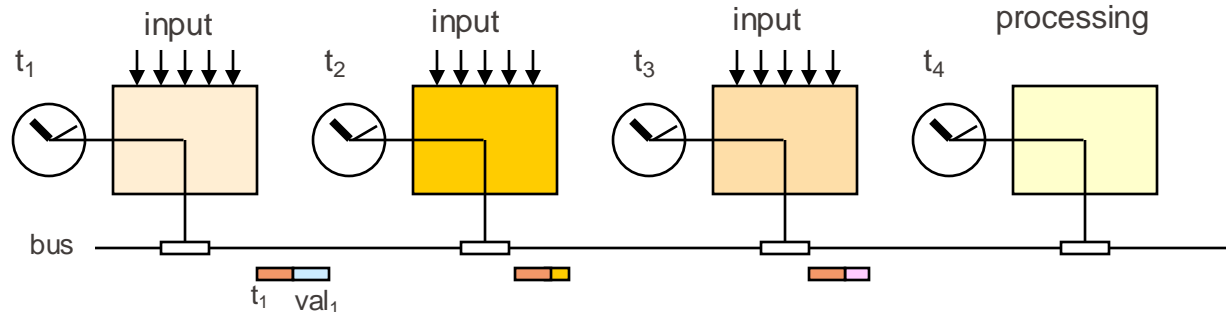 input
input
input
processing
t₁
t₂
t₃
t₄
bus
t₁
val₁